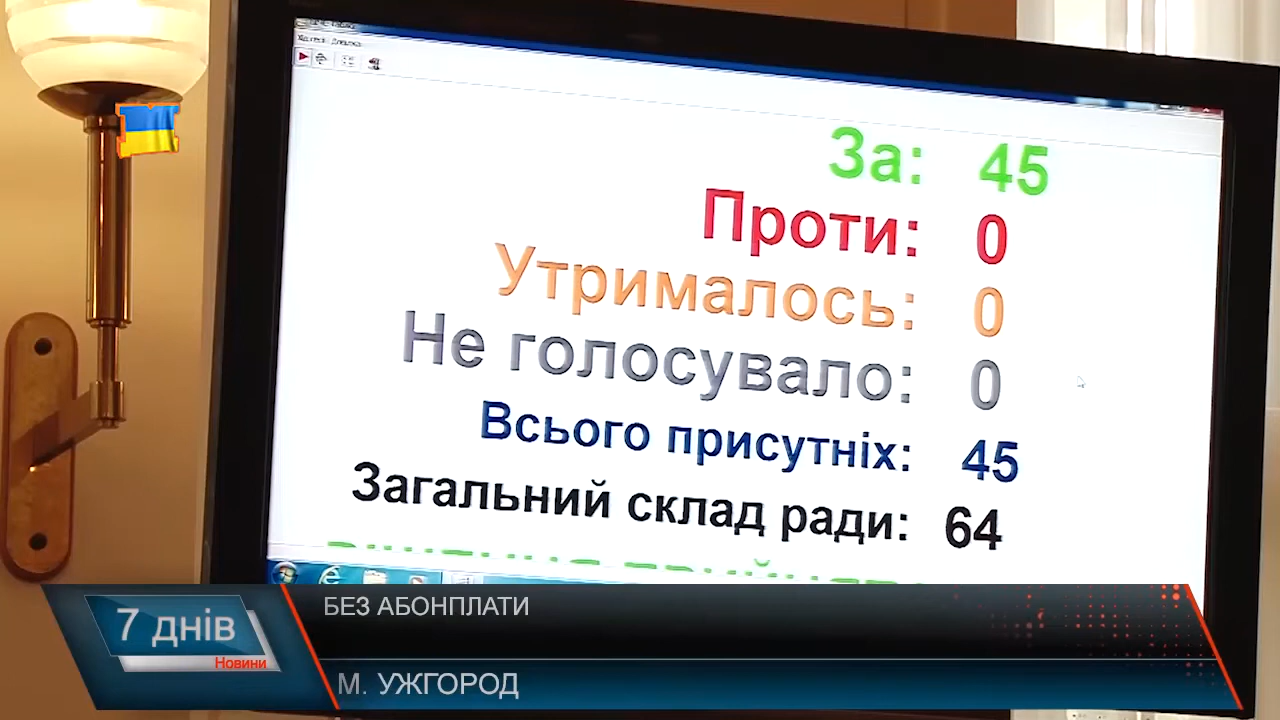 За: 45
Проти: 0
Утрималось: 0
Не голосувало: 0
Всього присутніх: 45
Загальний склад ради: 64
7 днів
Новини
БЕЗ АБОНПЛАТИ
М. УЖГОРОД